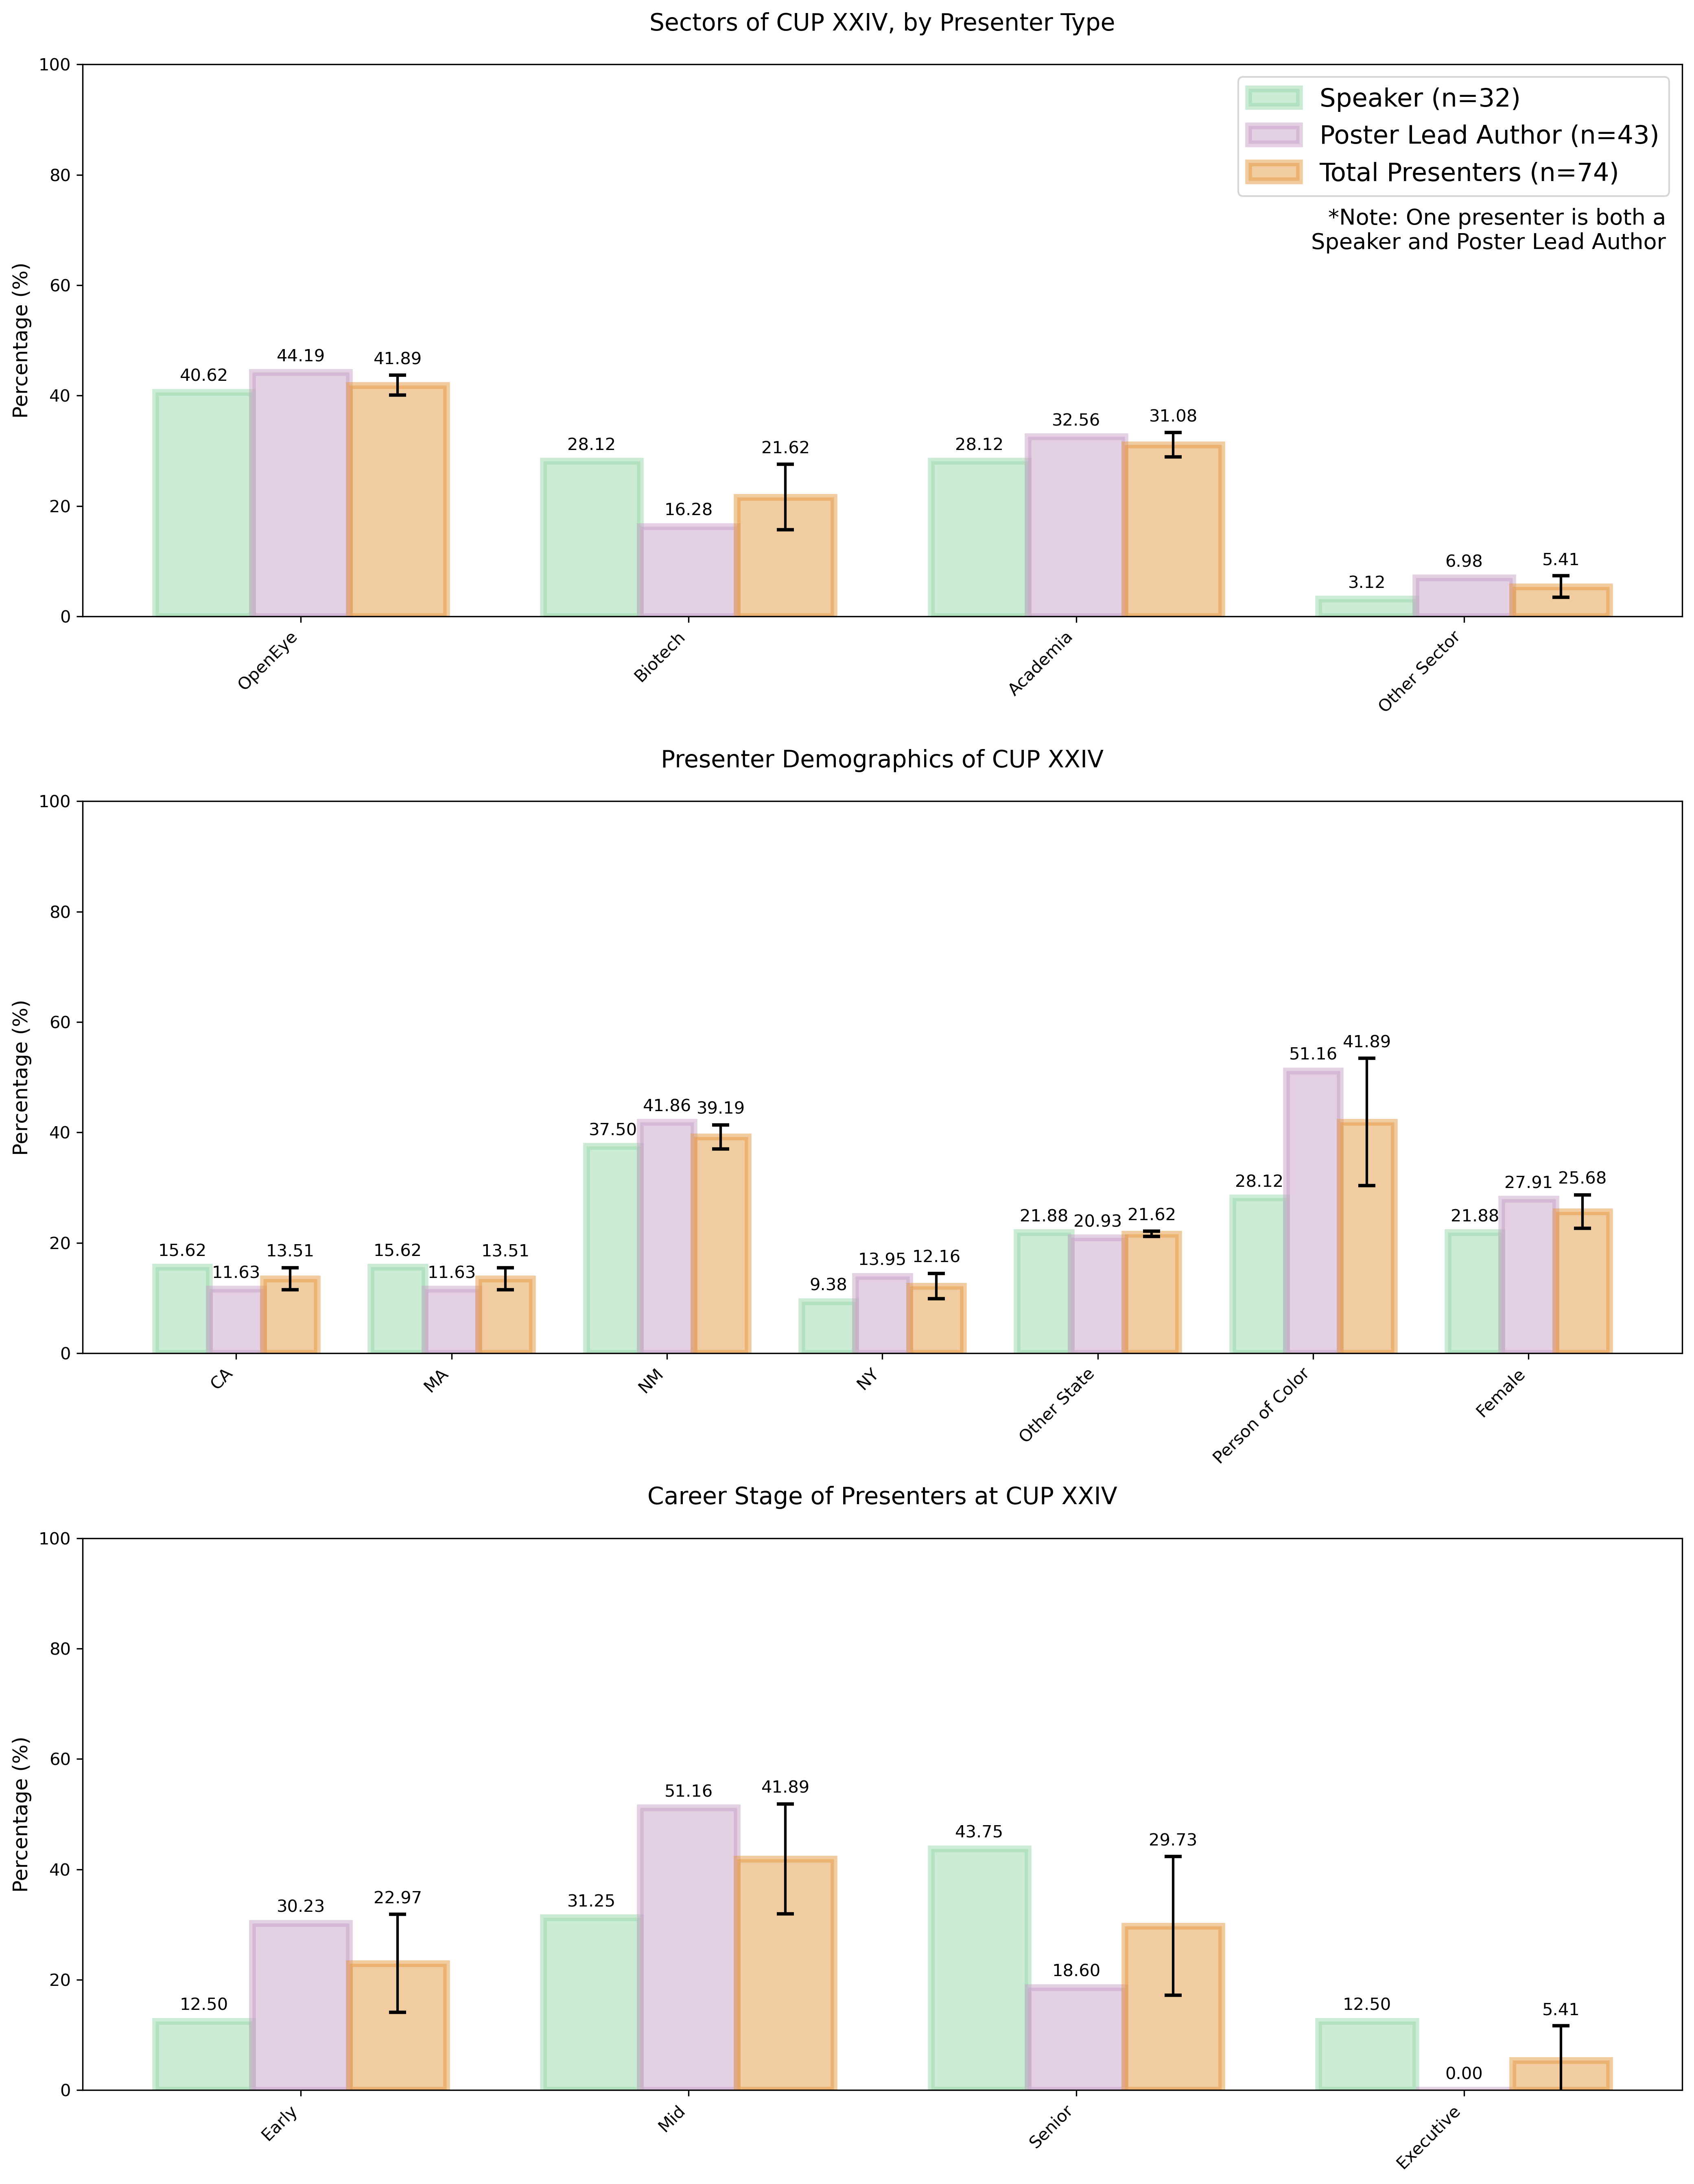 Sectors of CUP XXIV, by Presenter Type
Percentage (%)
100
80
60
40
20
0
Speaker (n=32)
Poster Lead Author (n=43)
Total Presenters (n=74)
*Note: One presenter is both a
Speaker and Poster Lead Author
40.62
44.19
41.89
28.12
16.28
21.62
28.12
32.56
31.08
3.12
6.98
5.41
OpenEye
Biotech
Academia
Other Sector
Presenter Demographics of CUP XXIV
Percentage (%)
100
80
60
40
20
0
15.62
11.63
13.51
15.62
11.63
13.51
37.50
41.86
39.19
9.38
13.95
12.16
21.88
20.93
21.62
28.12
51.16
41.89
21.88
27.91
25.68
CA
MA
NM
NY
Other State
Person of Color
Female
Career Stage of Presenters at CUP XXIV
Percentage (%)
100
80
60
40
20
0
12.50
30.23
22.97
31.25
51.16
41.89
43.75
18.60
29.73
12.50
0.00
5.41
Early
Mid
Senior
Executive